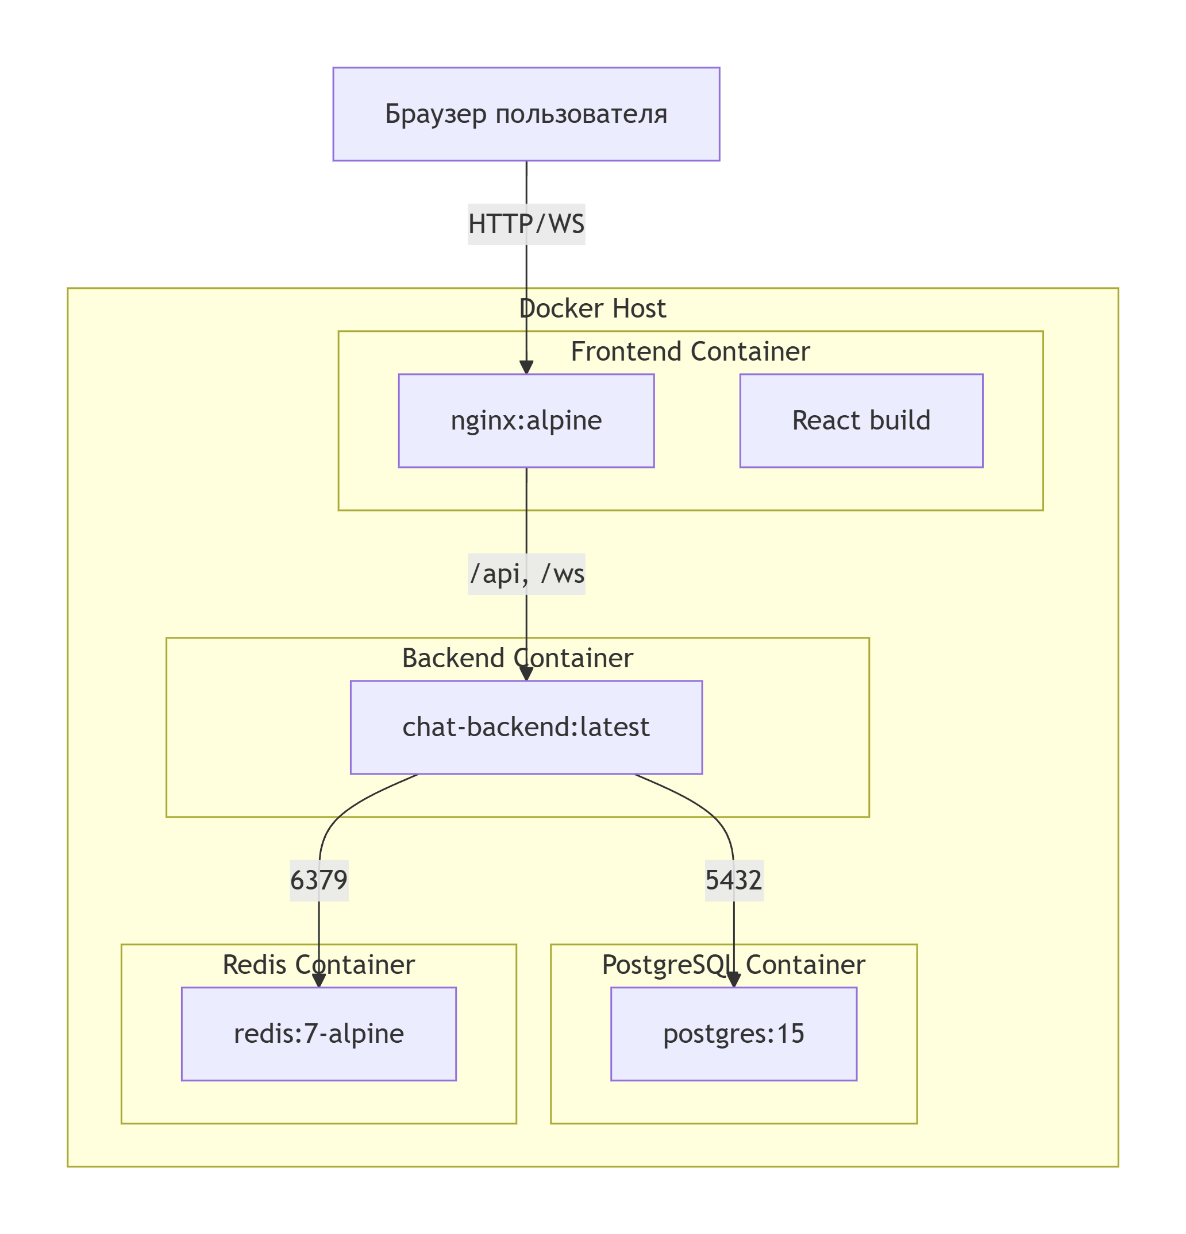 Браузер пользователя
HTTP/WS
Docker Host
Frontend Container
nginx:alpine
React build
/api, /ws
Backend Container
chat-backend:latest
6379
5432
Redis Container
PostgreSQL Container
redis:7-alpine
postgres:15